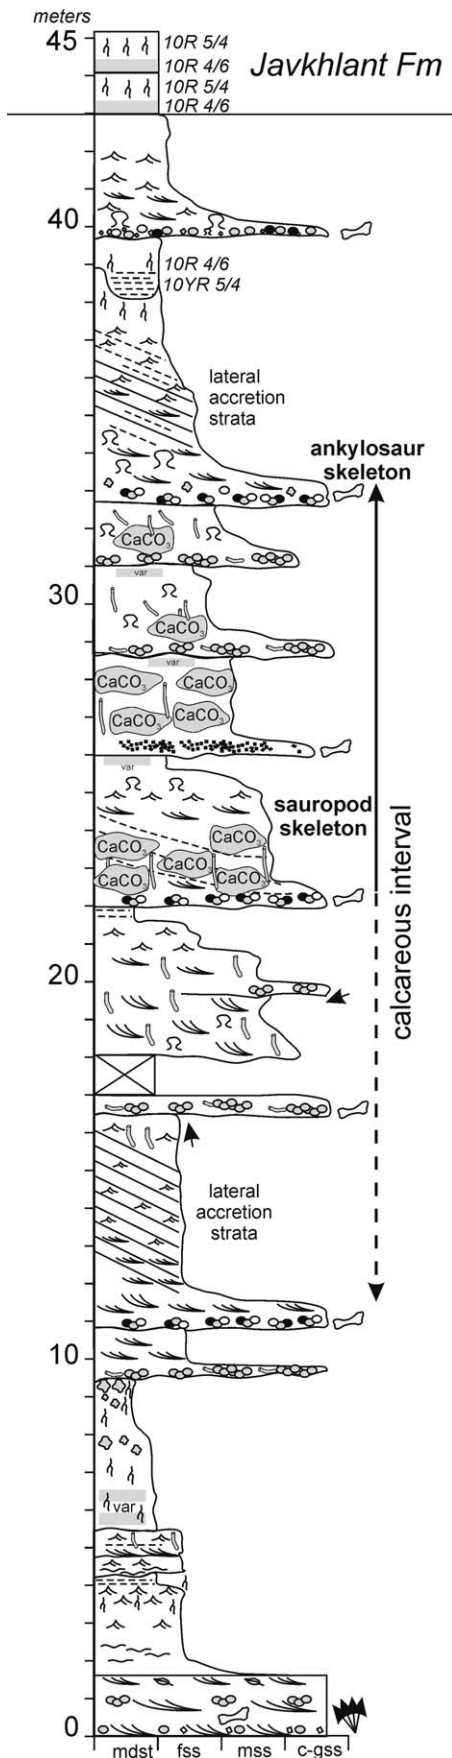 meters
45
10R 5/4
10R 4/6
Javkhlant Fm
10R 5/4
10R 4/6
40
10R 4/6
10YR 5/4
lateral
accretion
strata
ankylosaur
skeleton
CaCO3
var
30
CaCO3
var
CaCO3
CaCO3
CaCO3
CaCO3
var
sauropod
skeleton
CaCO3
CaCO3
CaCO3
CaCO3
CaCO3
calcareous interval
20
lateral
accretion
strata
10
var
0
mdst
fss
mss
c-gss